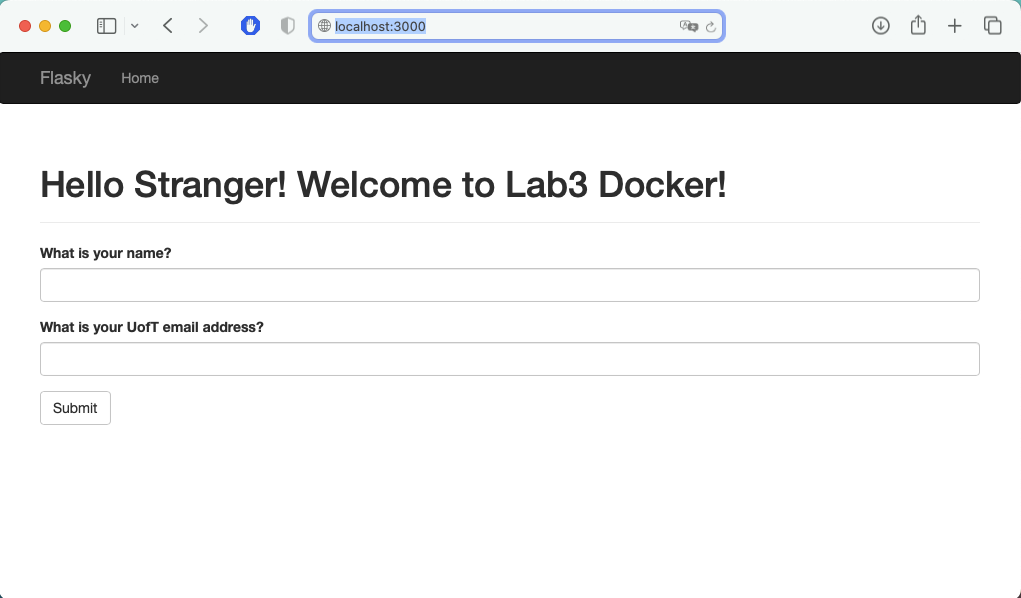 localhost:3000
Flasky Home
Hello Stranger! Welcome to Lab3 Docker!
What is your name?
What is your UofT email address?
Submit